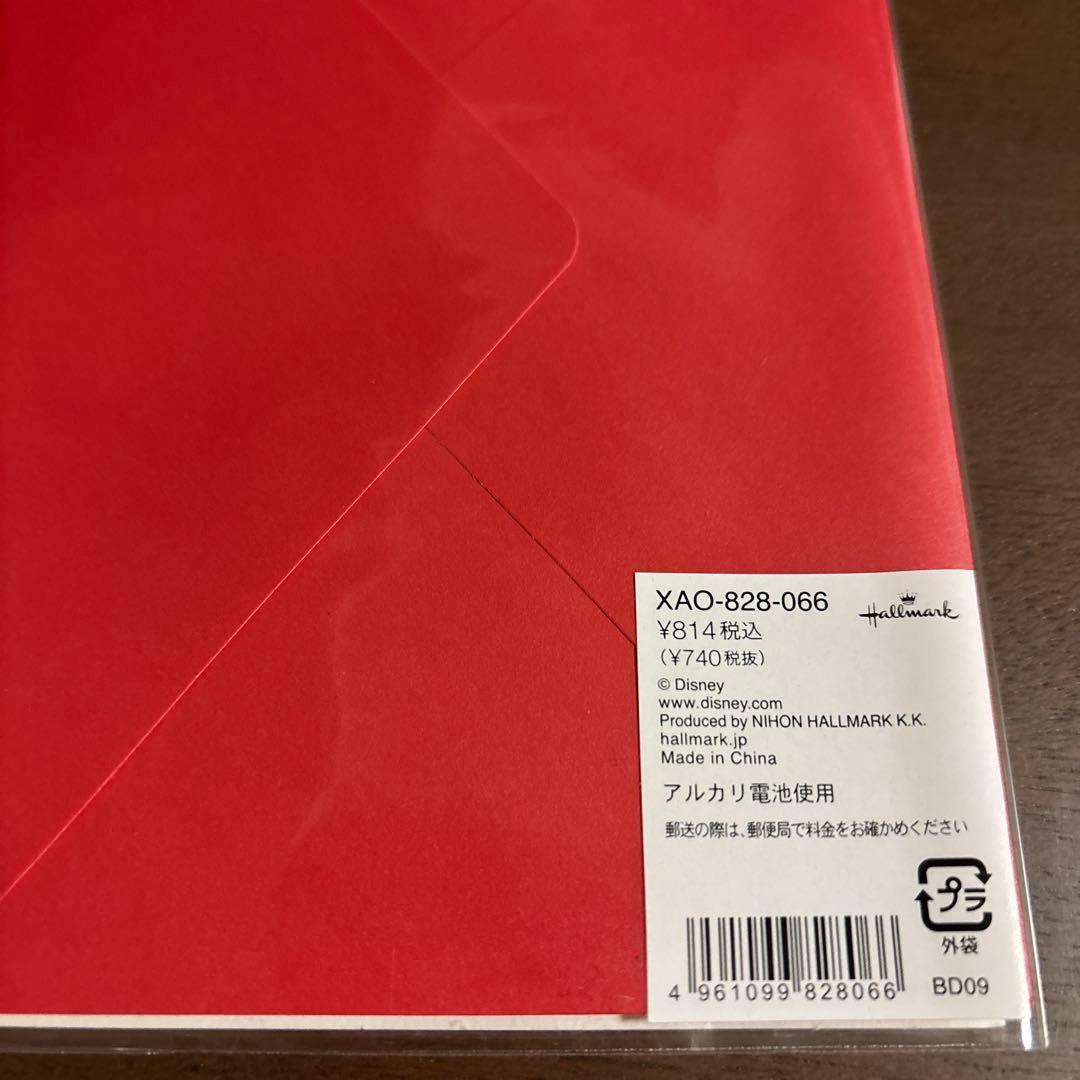 XAO-828-066
Hallmark
¥814税込
(¥740税抜)
© Disney
www.disney.com
Produced by NIHON HALLMARK K.K.
hallmark.jp
Made in China
アルカリ電池使用
郵送の際は、郵便局で料金をお確かめください
プラ
外袋
4 961099 828066
BD09